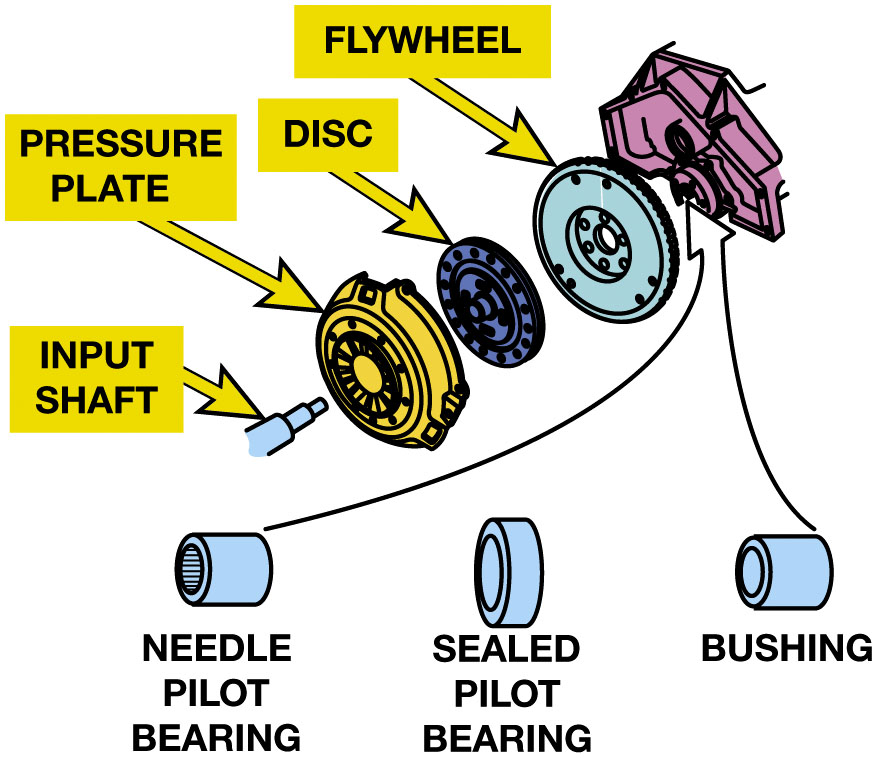 FLYWHEEL
DISC
PRESSURE
PLATE
INPUT
SHAFT
NEEDLE
PILOT
BEARING
SEALED
PILOT
BEARING
BUSHING